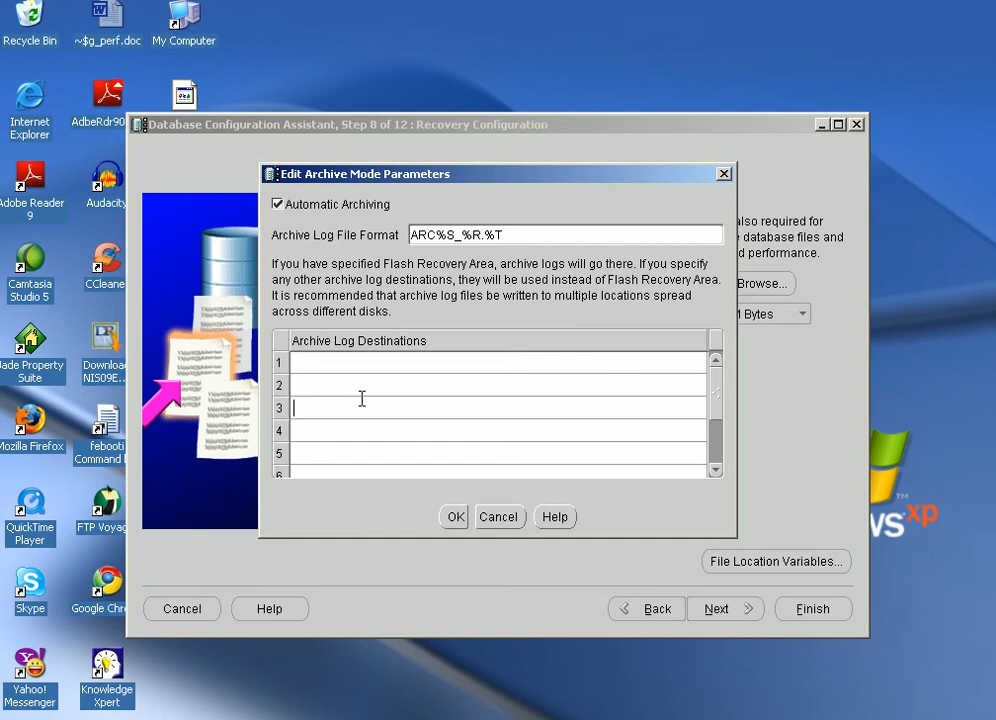 Recycle Bin
~$g_perf.doc
My Computer
Internet
Explorer
AdbeRdr90
Adobe Reader
9
Audacity
Camtasia
Studio 5
CCleane
Jade Property
Suite
Downloa
NIS09E...
Mozilla Firefox
febooti
Command
QuickTime
Player
FTP Voyag
Skype
Google Chr
Yahoo!
Messenger
Knowledge
Xpert
Database Configuration Assistant, Step 8 of 12 : Recovery Configuration
Edit Archive Mode Parameters
Automatic Archiving
Archive Log File Format
ARC%S_%R.%T
If you have specified Flash Recovery Area, archive logs will go there. If you specify
any other archive log destinations, they will be used instead of Flash Recovery Area.
It is recommended that archive log files be written to multiple locations spread
across different disks.
Archive Log Destinations
1
2
3
4
5
6
OK
Cancel
Help
also required for
database files and
d performance.
Browse...
Bytes
File Location Variables...
Cancel
Help
Back
Next
Finish
TM
ws xp